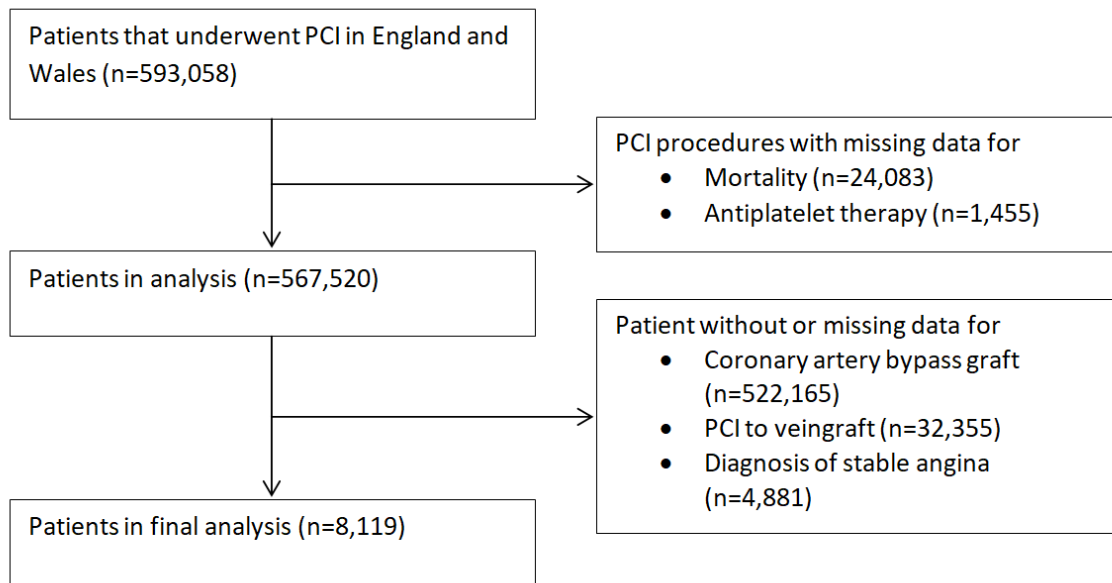 Patients that underwent PCI in England and
Wales (n=593,058)
PCI procedures with missing data for
• Mortality (n=24,083)
• Antiplatelet therapy (n=1,455)
Patients in analysis (n=567,520)
Patient without or missing data for
• Coronary artery bypass graft
(n=522,165)
• PCI to veingraft (n=32,355)
• Diagnosis of stable angina
(n=4,881)
Patients in final analysis (n=8,119)